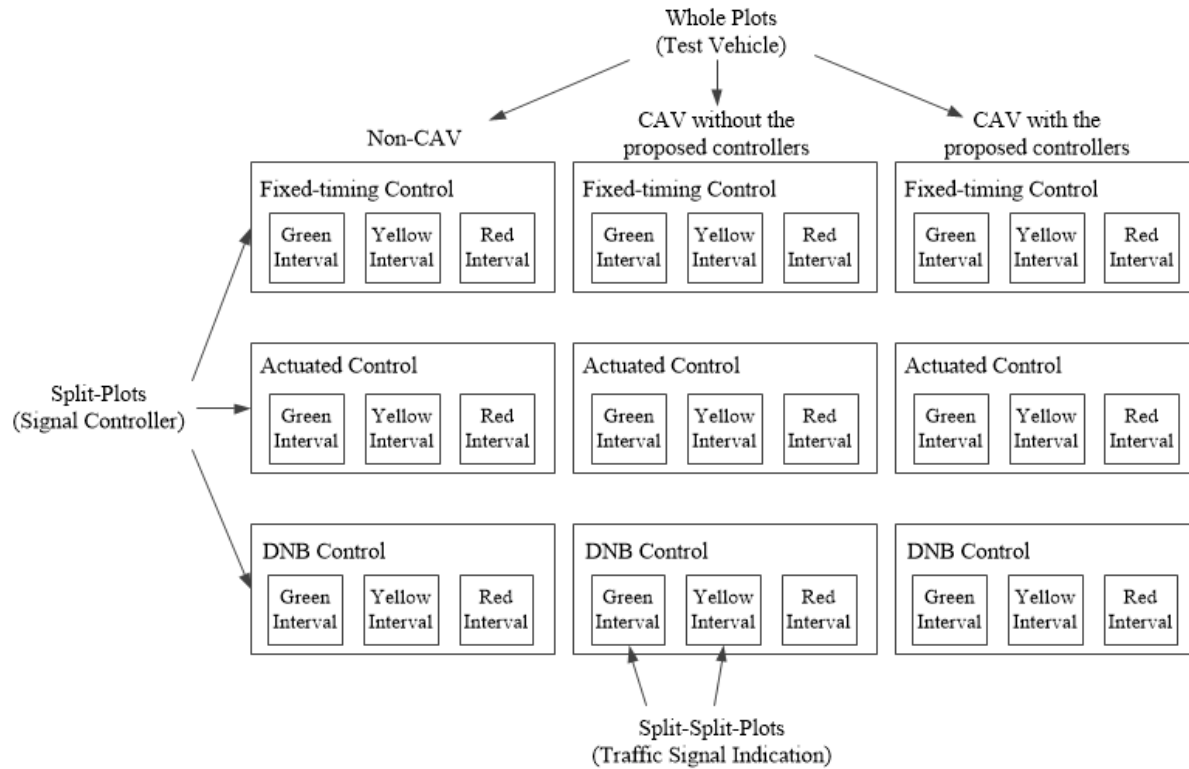 Whole Plots
(Test Vehicle)
Non-CAV
CAV without the
proposed controllers
CAV with the
proposed controllers
Fixed-timing Control
Green
Interval
Yellow
Interval
Red
Interval
Fixed-timing Control
Green
Interval
Yellow
Interval
Red
Interval
Fixed-timing Control
Green
Interval
Yellow
Interval
Red
Interval
Split-Plots
(Signal Controller)
Actuated Control
Green
Interval
Yellow
Interval
Red
Interval
Actuated Control
Green
Interval
Yellow
Interval
Red
Interval
Actuated Control
Green
Interval
Yellow
Interval
Red
Interval
DNB Control
Green
Interval
Yellow
Interval
Red
Interval
DNB Control
Green
Interval
Yellow
Interval
Red
Interval
DNB Control
Green
Interval
Yellow
Interval
Red
Interval
Split-Split-Plots
(Traffic Signal Indication)